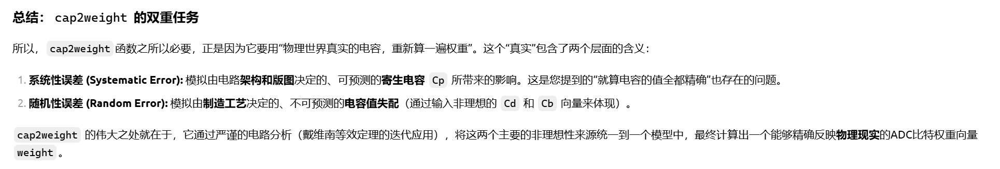 总结： cap2weight 的双重任务
所以， cap2weight 函数之所以必要，正是因为它要用“物理世界真实的电容，重新算一遍权重”。这个“真实”包含了两个层面的含义：
1. 系统性误差 (Systematic Error): 模拟由电路架构和版图决定的、可预测的寄生电容 Cp 所带来的影响。这是您提到的“就算电容的值全都精确”也存在的问题。
2. 随机性误差 (Random Error): 模拟由制造工艺决定的、不可预测的电容值失配（通过输入非理想的 Cd 和 Cb 向量来体现）。
cap2weight 的伟大之处就在于，它通过严谨的电路分析（戴维南等效定理的迭代应用），将这两个主要的非理想性来源统一到一个模型中，最终计算出一个能够精确反映物理现实的ADC比特权重向量
weight 。